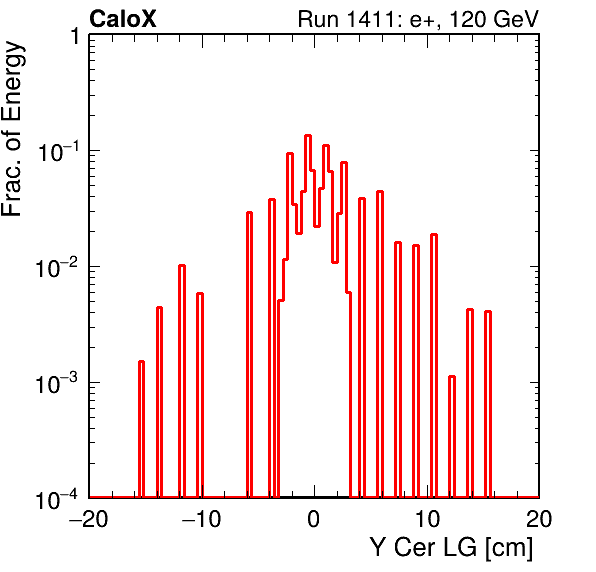 CaloX Run 1411: e+, 120 GeV
Frac. of Energy
1
10⁻¹
10⁻²
10⁻³
10⁻⁴
−20 −10 0 10 20
Y Cer LG [cm]